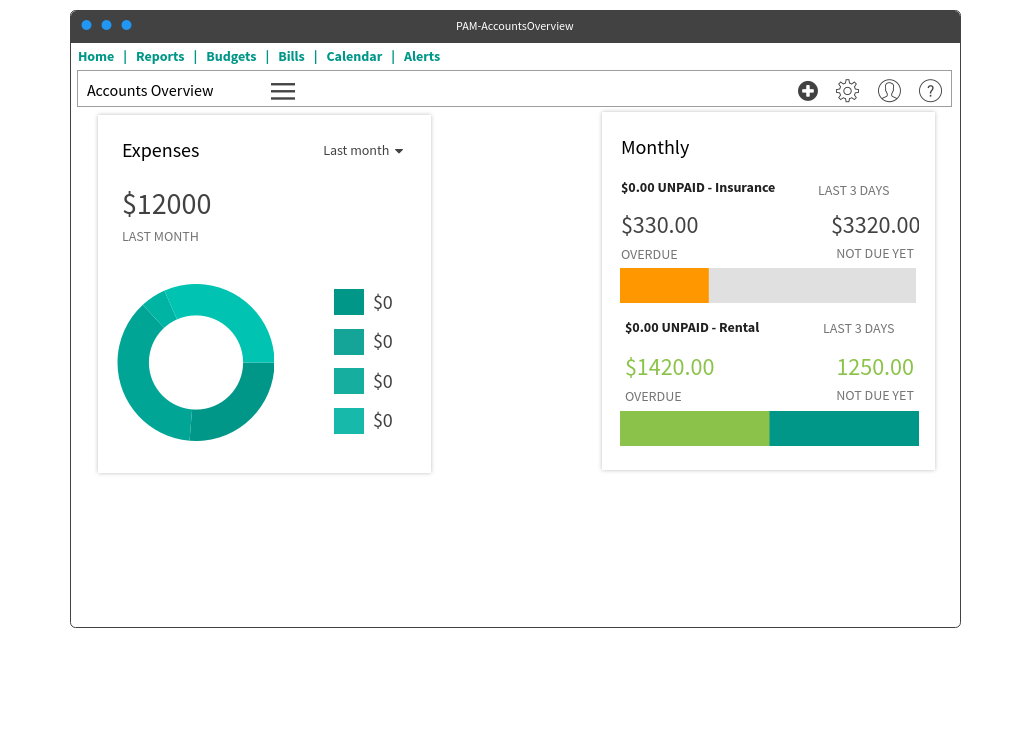 PAM-AccountsOverview
Home | Reports | Budgets | Bills | Calendar | Alerts
Accounts Overview
?
Expenses
Last month
$12000
LAST MONTH
$0
$0
$0
$0
Monthly
$0.00 UNPAID - Insurance LAST 3 DAYS
$330.00 $3320.00
OVERDUE NOT DUE YET
$0.00 UNPAID - Rental LAST 3 DAYS
$1420.00 1250.00
OVERDUE NOT DUE YET